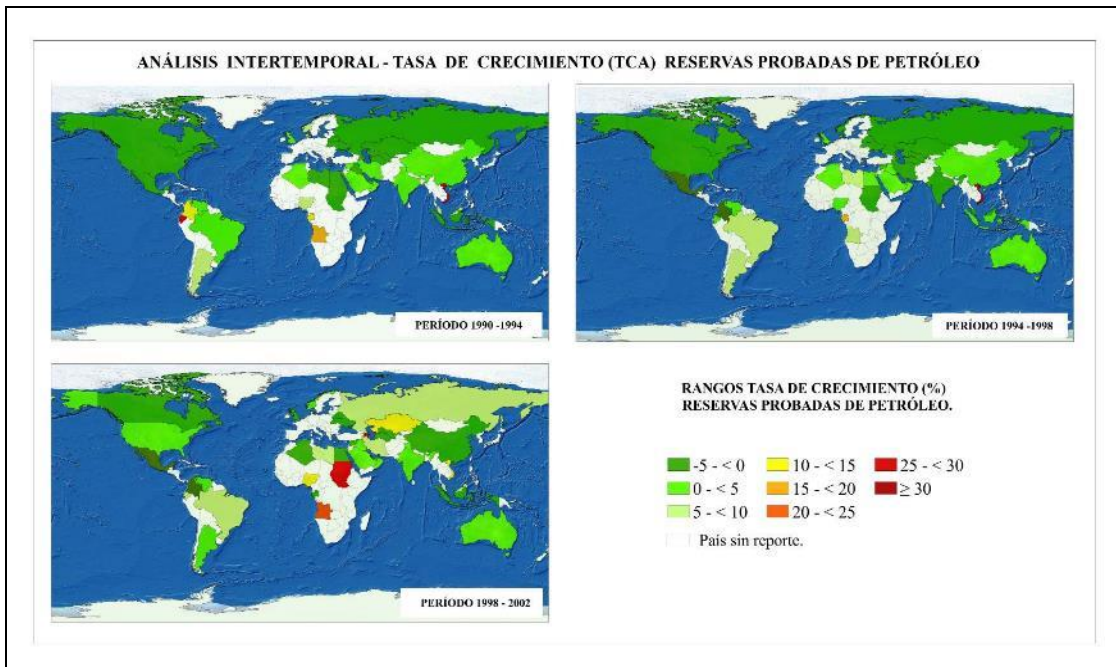 ANÁLISIS INTERTEMPORAL - TASA DE CRECIMIENTO (TCA) RESERVAS PROBADAS DE PETRÓLEO
PERÍODO 1990 -1994
PERÍODO 1994 -1998
PERÍODO 1998 - 2002
RANGOS TASA DE CRECIMIENTO (%)
RESERVAS PROBADAS DE PETRÓLEO.
-5 - < 0
10 - < 15
25 - < 30
0 - < 5
15 - < 20
≥ 30
5 - < 10
20 - < 25
País sin reporte.